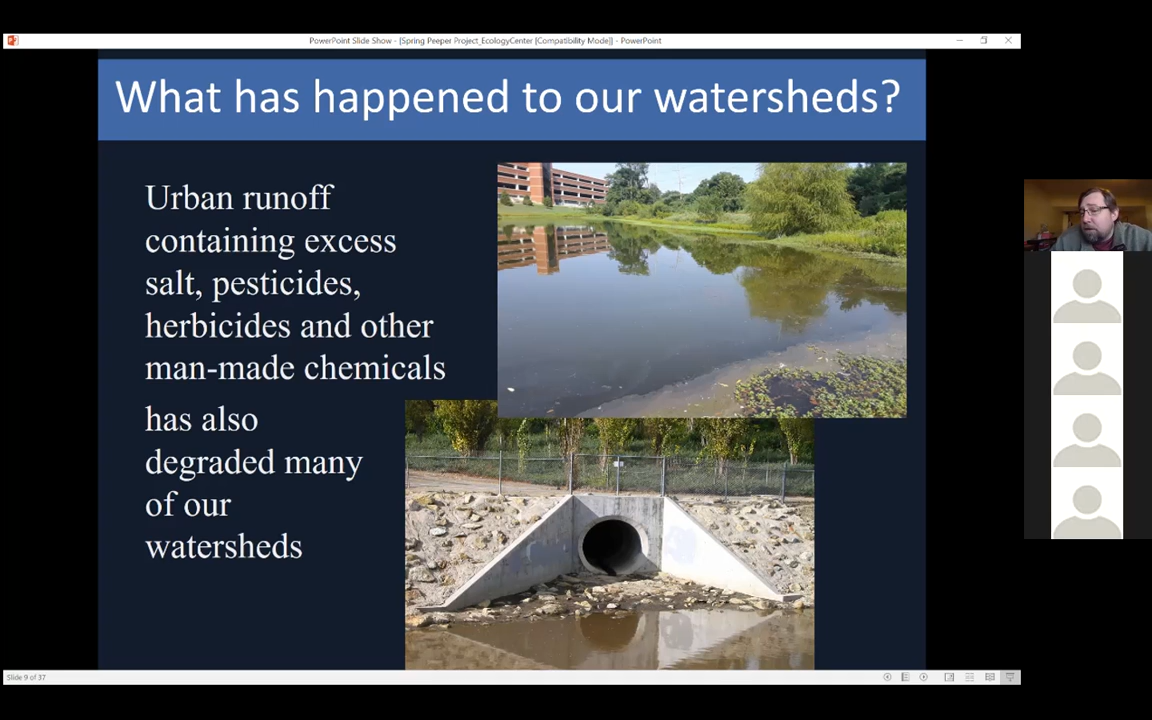 PowerPoint Slide Show - [Spring Peeper Project_EcologyCenter [Compatibility Mode]] - PowerPoint
What has happened to our watersheds?
Urban runoff
containing excess
salt, pesticides,
herbicides and other
man-made chemicals
has also
degraded many
of our
watersheds
Slide 9 of 37